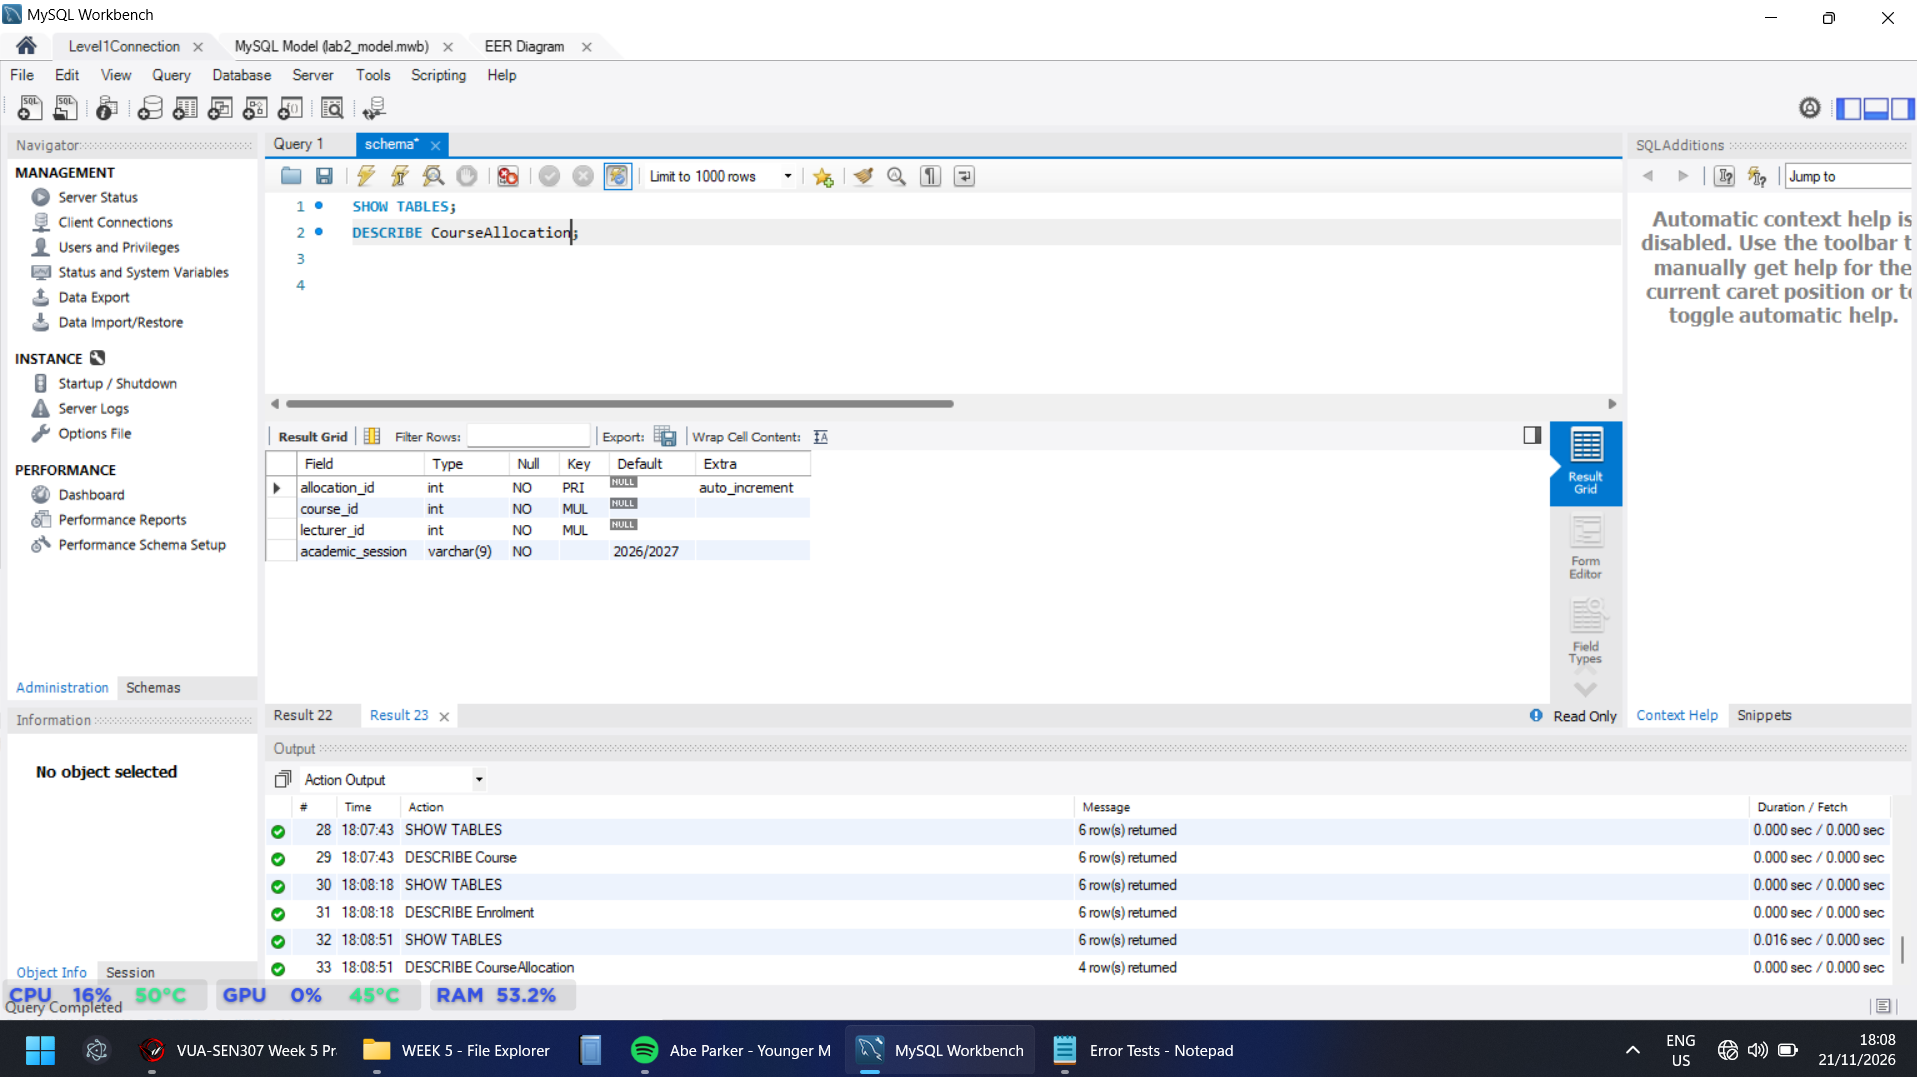 MySQL Workbench
Level1Connection
MySQL Model (lab2_model.mwb)
EER Diagram
File Edit View Query Database Server Tools Scripting Help
Navigator
MANAGEMENT
Server Status
Client Connections
Users and Privileges
Status and System Variables
Data Export
Data Import/Restore
INSTANCE
Startup / Shutdown
Server Logs
Options File
PERFORMANCE
Dashboard
Performance Reports
Performance Schema Setup
Administration Schemas
Information
No object selected
Object Info Session
Query 1 schema*
Limit to 1000 rows
1 SHOW TABLES;
2 DESCRIBE CourseAllocation;
3
4
Result Grid Filter Rows: Export: Wrap Cell Content:
Field Type Null Key Default Extra
allocation_id int NO PRI NULL auto_increment
course_id int NO MUL NULL
lecturer_id int NO MUL NULL
academic_session varchar(9) NO 2026/2027
Result Grid
Form Editor
Field Types
Result 22 Result 23
Read Only
SQLAdditions
Jump to
Automatic context help is
disabled. Use the toolbar t
manually get help for the
current caret position or to
toggle automatic help.
Context Help Snippets
Output
Action Output
# Time Action Message Duration / Fetch
28 18:07:43 SHOW TABLES 6 row(s) returned 0.000 sec / 0.000 sec
29 18:07:43 DESCRIBE Course 6 row(s) returned 0.000 sec / 0.000 sec
30 18:08:18 SHOW TABLES 6 row(s) returned 0.000 sec / 0.000 sec
31 18:08:18 DESCRIBE Enrolment 6 row(s) returned 0.000 sec / 0.000 sec
32 18:08:51 SHOW TABLES 6 row(s) returned 0.016 sec / 0.000 sec
33 18:08:51 DESCRIBE CourseAllocation 4 row(s) returned 0.000 sec / 0.000 sec
CPU 16% 50°C GPU 0% 45°C RAM 53.2%
Query Completed
VUA-SEN307 Week 5 Pr
WEEK 5 - File Explorer
Abe Parker - Younger M
MySQL Workbench
Error Tests - Notepad
ENG
US
18:08
21/11/2026